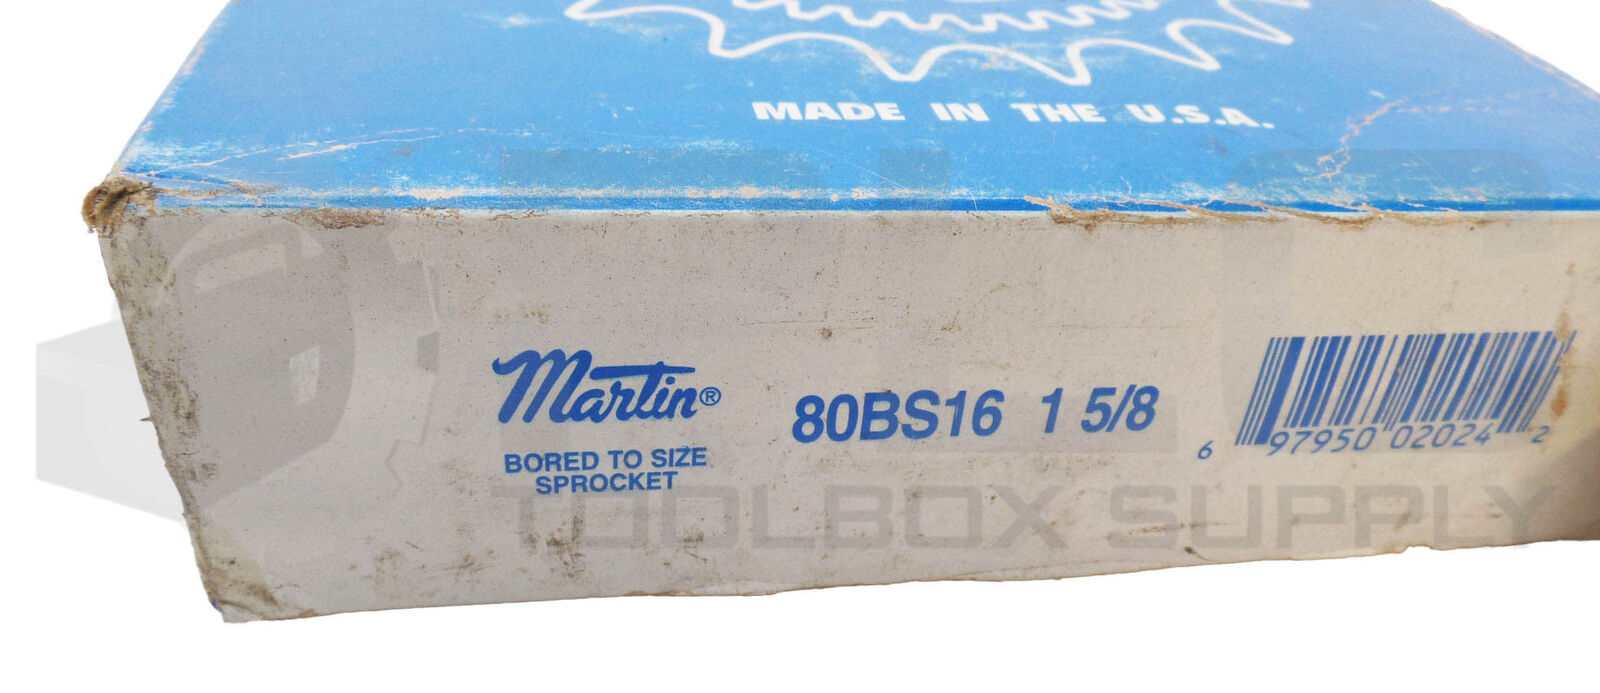 MADE IN THE U.S.A.
Martin®
BORED TO SIZE
SPROCKET
80BS16 1 5/8
6 97950 02024 2
TOOLBOX SUPPLY